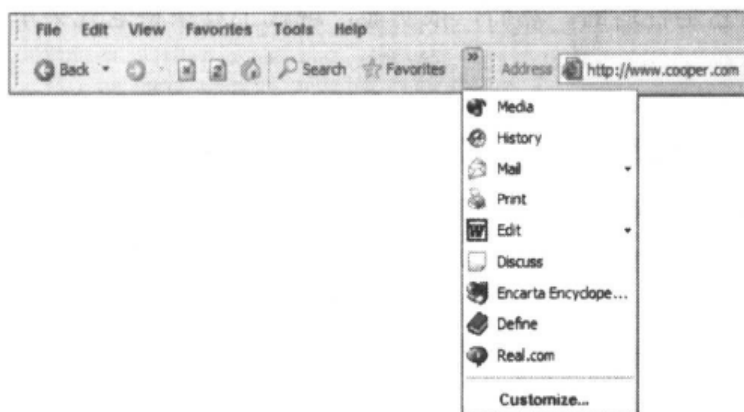 File Edit View Favorites Tools Help
Back Search Favorites » Address http://www.cooper.com
Media
History
Mail
Print
Edit
Discuss
Encarta Encyclope...
Define
Real.com
Customize...